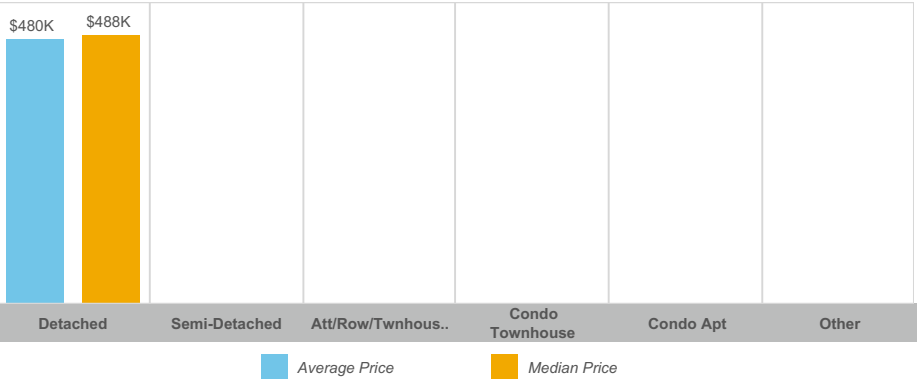 $480K
$488K
Detached
Semi-Detached
Att/Row/Twnhous..
Condo
Townhouse
Condo Apt
Other
Average Price
Median Price